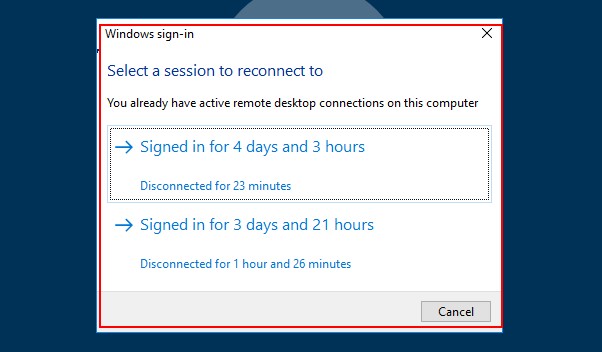 Windows sign-in
Select a session to reconnect to
You already have active remote desktop connections on this computer
Signed in for 4 days and 3 hours
Disconnected for 23 minutes
Signed in for 3 days and 21 hours
Disconnected for 1 hour and 26 minutes
Cancel